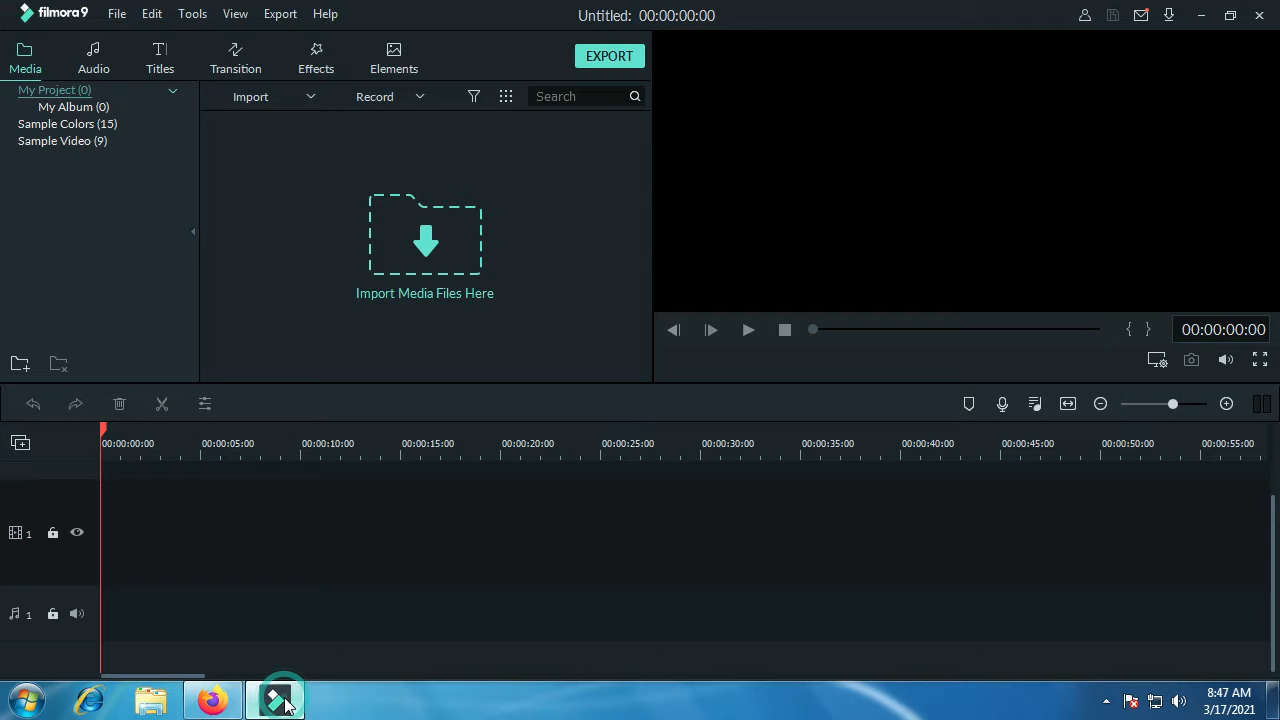 filmora9 File Edit Tools View Export Help Untitled: 00:00:00:00
Media Audio Titles Transition Effects Elements EXPORT
My Project (0)
My Album (0)
Sample Colors (15)
Sample Video (9)
Import Record Search
Import Media Files Here
00:00:00:00
00:00:00:00 00:00:05:00 00:00:10:00 00:00:15:00 00:00:20:00 00:00:25:00 00:00:30:00 00:00:35:00 00:00:40:00 00:00:45:00 00:00:50:00 00:00:55:00
1
1
8:47 AM
3/17/2021